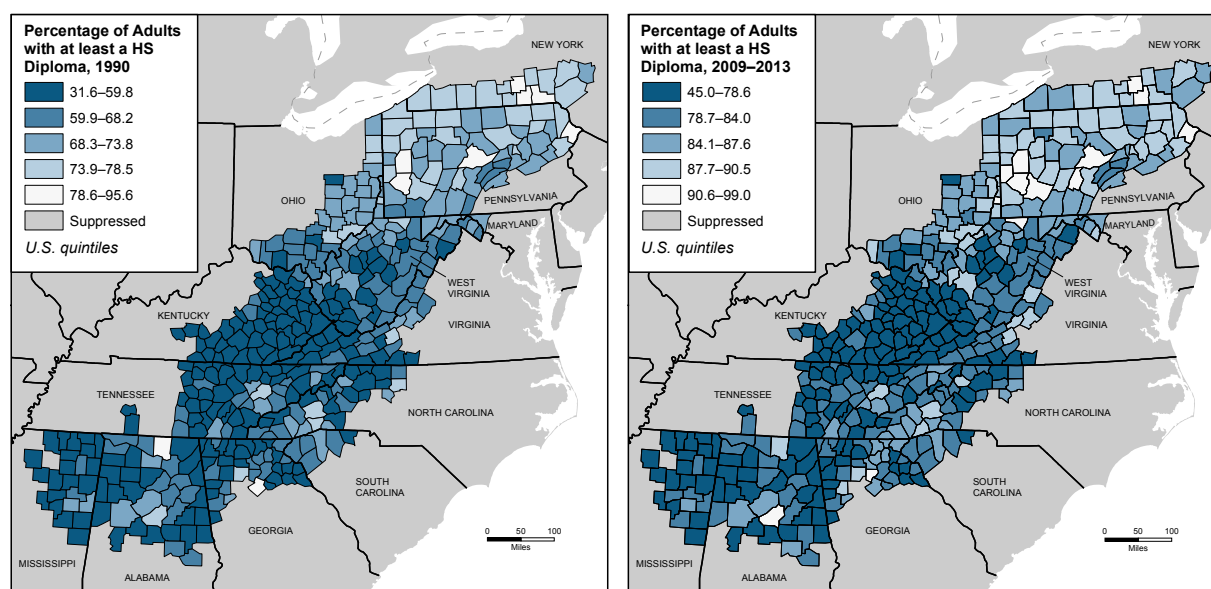 Percentage of Adults
with at least a HS
Diploma, 1990
31.6–59.8
59.9–68.2
68.3–73.8
73.9–78.5
78.6–95.6
Suppressed
U.S. quintiles
NEW YORK
OHIO
PENNSYLVANIA
MARYLAND
WEST
VIRGINIA
VIRGINIA
KENTUCKY
TENNESSEE
NORTH CAROLINA
SOUTH
CAROLINA
GEORGIA
MISSISSIPPI
ALABAMA
0 50 100
Miles
Percentage of Adults
with at least a HS
Diploma, 2009–2013
45.0–78.6
78.7–84.0
84.1–87.6
87.7–90.5
90.6–99.0
Suppressed
U.S. quintiles
NEW YORK
OHIO
PENNSYLVANIA
MARYLAND
WEST
VIRGINIA
VIRGINIA
KENTUCKY
TENNESSEE
NORTH CAROLINA
SOUTH
CAROLINA
GEORGIA
MISSISSIPPI
ALABAMA
0 50 100
Miles